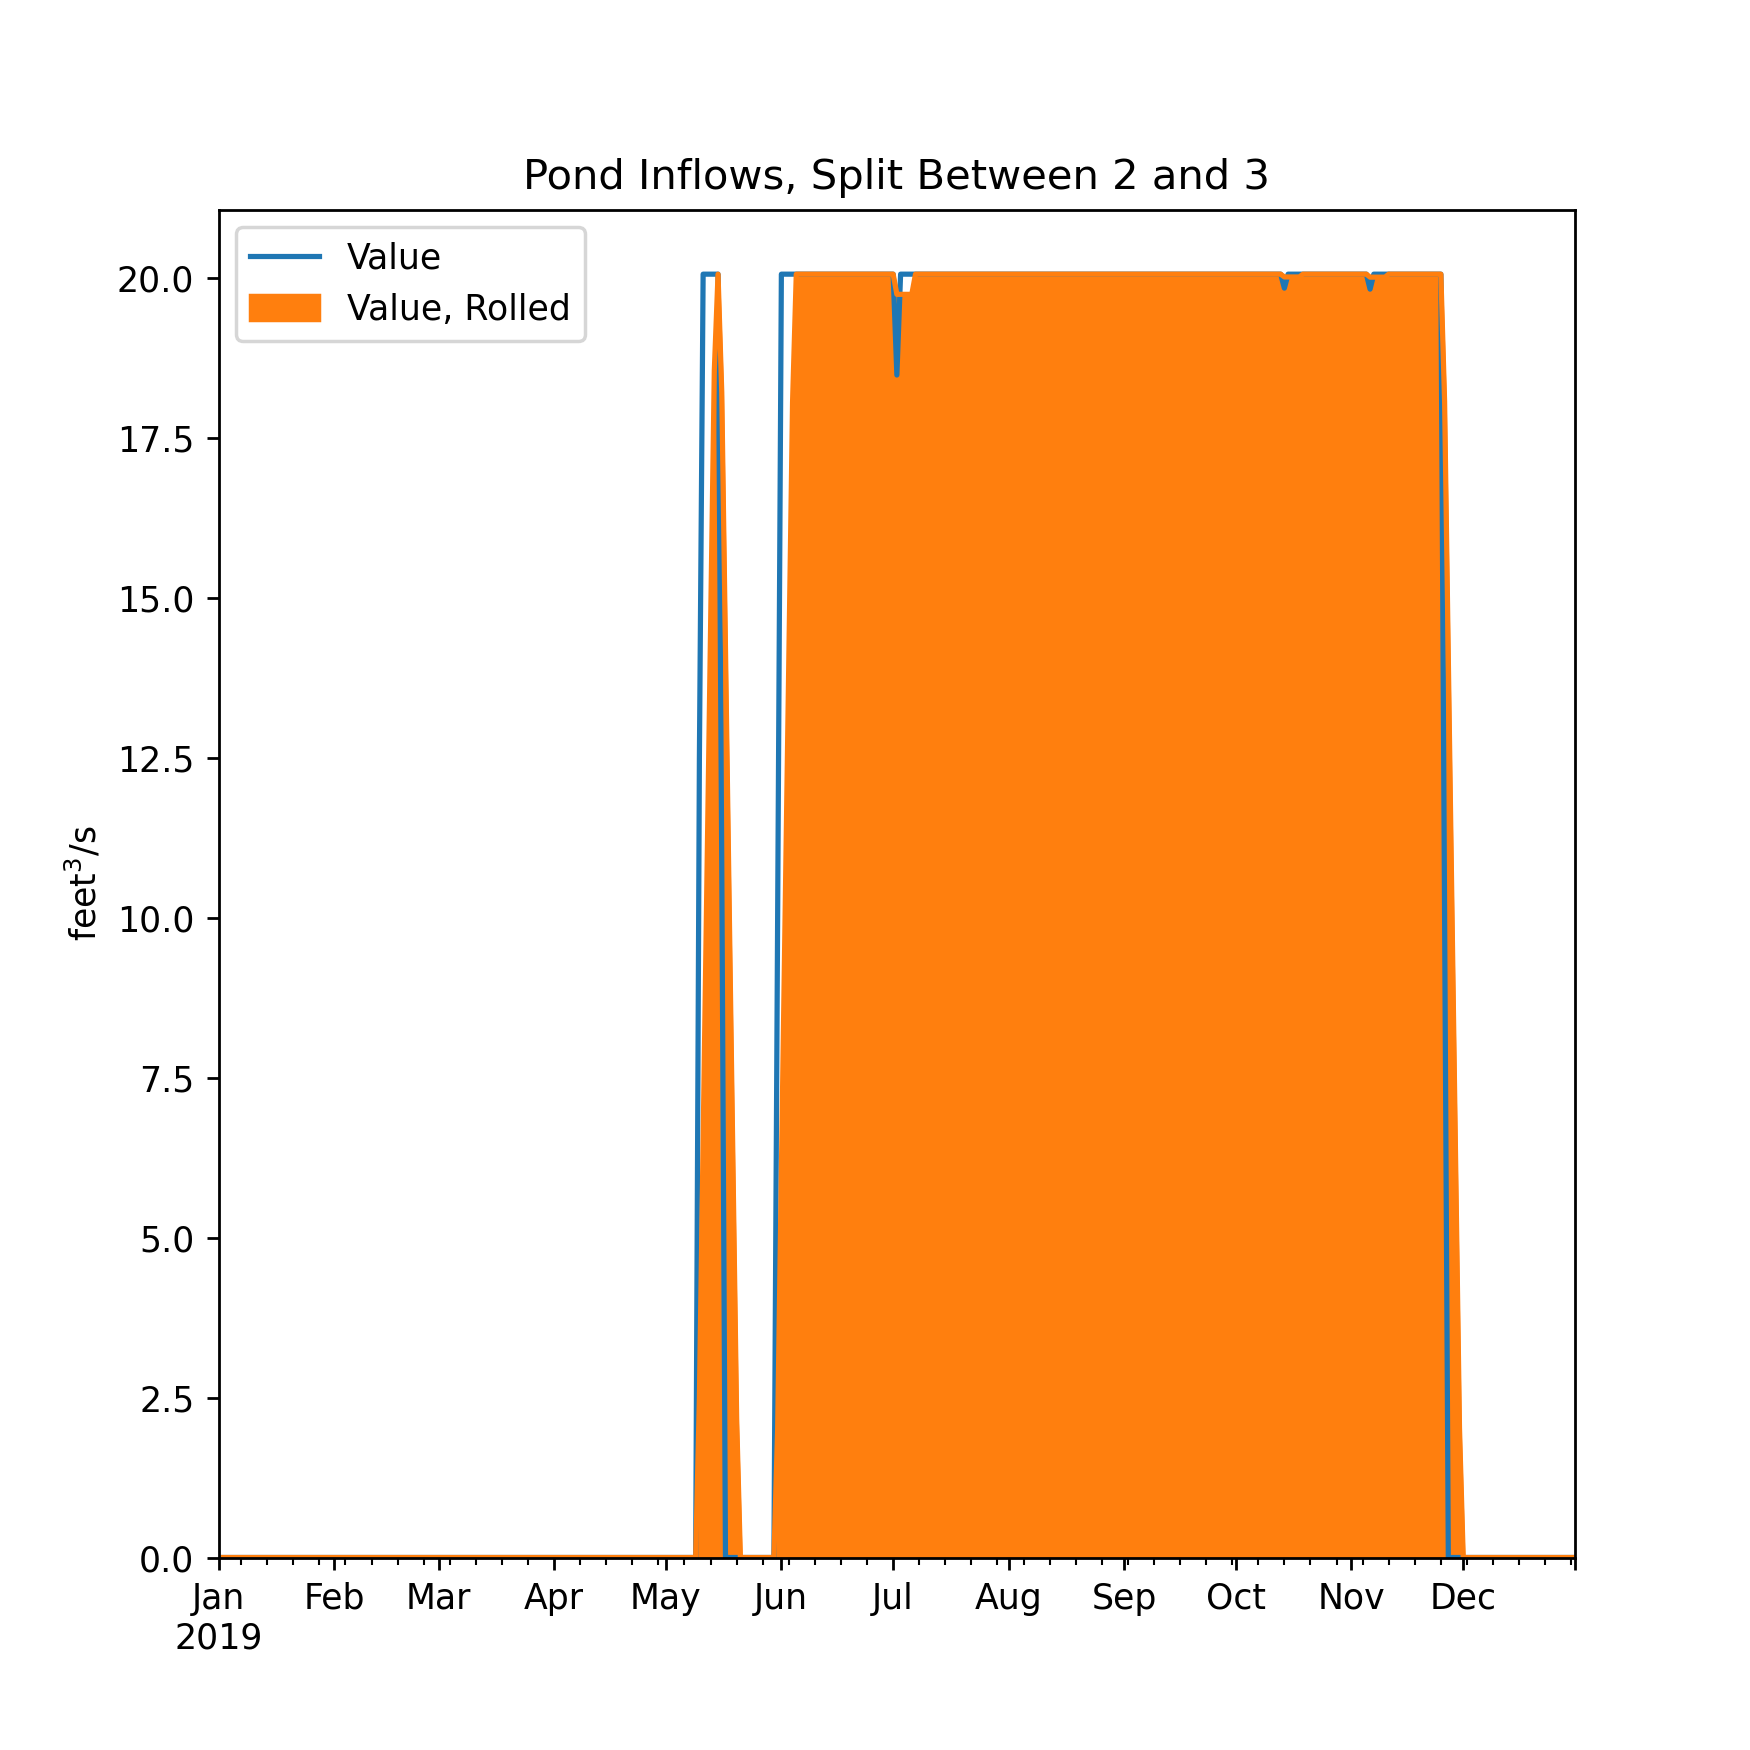 Pond Inflows, Split Between 2 and 3
Value
Value, Rolled
20.0
17.5
15.0
12.5
10.0
7.5
5.0
2.5
0.0
feet³/s
Jan Feb Mar Apr May Jun Jul Aug Sep Oct Nov Dec
2019